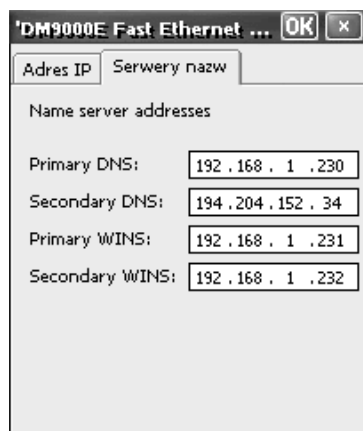 'DM9000E Fast Ethernet ... OK ×
Adres IP Serwery nazw
Name server addresses
Primary DNS: 192 .168 . 1 .230
Secondary DNS: 194 .204 .152 . 34
Primary WINS: 192 .168 . 1 .231
Secondary WINS: 192 .168 . 1 .232